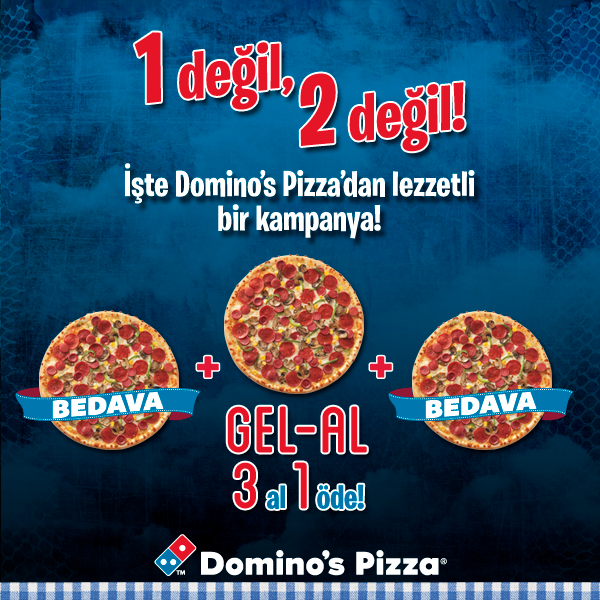 1 değil, 2 değil!
İşte Domino's Pizza'dan lezzetli
bir kampanya!
BEDAVA
+
+
BEDAVA
GEL-AL
3 al 1 öde!
TM Domino's Pizza®